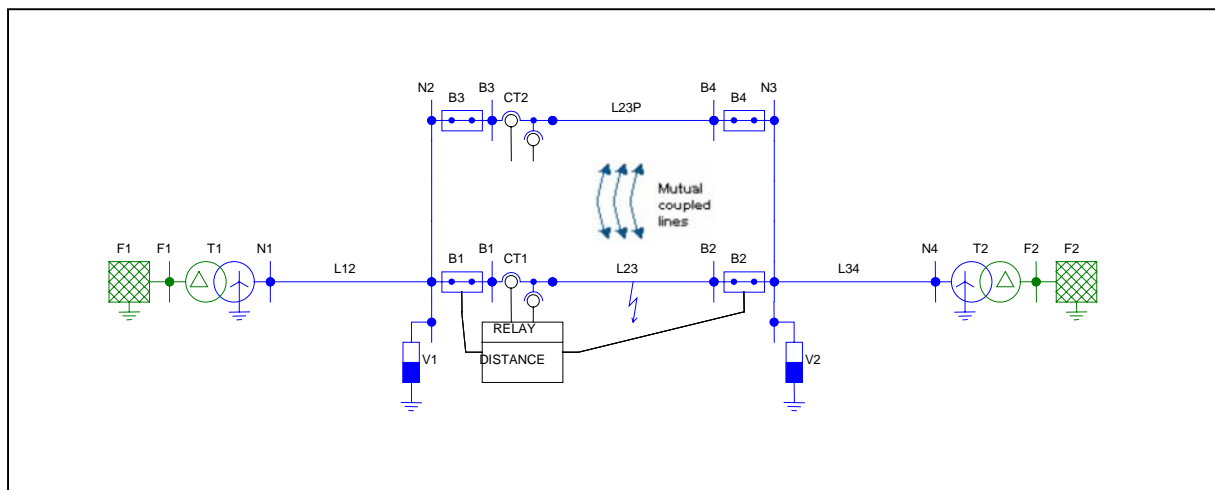 N2
B3
B3
CT2
L23P
B4
B4
N3
Mutual
coupled
lines
F1
F1
T1
N1
L12
B1
B1
CT1
L23
B2
B2
L34
N4
T2
F2
F2
RELAY
DISTANCE
V1
V2